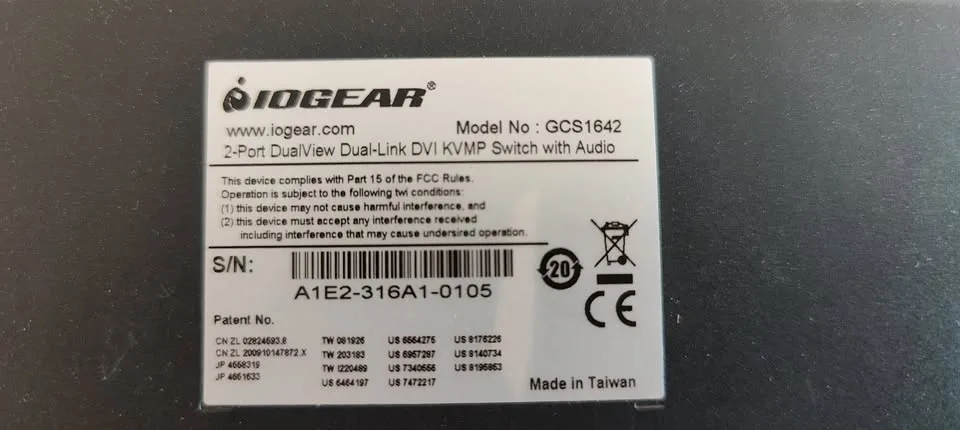 IOGEAR®
www.iogear.com Model No : GCS1642
2-Port DualView Dual-Link DVI KVMP Switch with Audio
This device complies with Part 15 of the FCC Rules.
Operation is subject to the following twi conditions:
(1) this device may not cause harmful interference, and
(2) this device must accept any interference received
including interference that may cause undersired operation.
S/N:
A1E2-316A1-0105
20
CE
Patent No.
CN ZL 02824693.8 TW 081926 US 6564275 US 8175226
CN ZL 200910147872.X TW 203193 US 6957287 US 8140734
JP 4558319 TW I220489 US 7340556 US 8195853
JP 4551633 US 6464197 US 7472217
Made in Taiwan